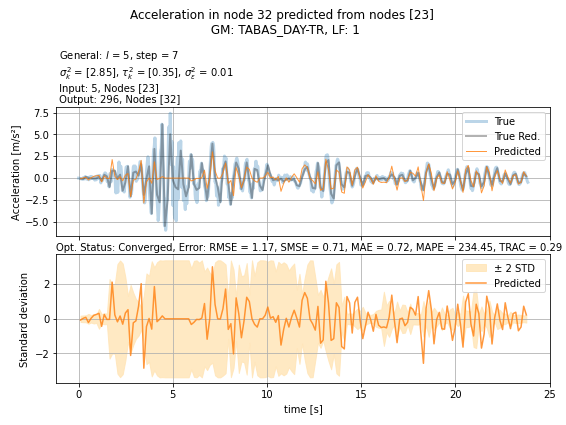 Acceleration in node 32 predicted from nodes [23]
GM: TABAS_DAY-TR, LF: 1
General: l = 5, step = 7
σ²ₖ = [2.85], τ²ₖ = [0.35], σ²ε = 0.01
Input: 5, Nodes [23]
Output: 296, Nodes [32]
Acceleration [m/s²]
7.5
5.0
2.5
0.0
−2.5
−5.0
True
True Red.
Predicted
Opt. Status: Converged, Error: RMSE = 1.17, SMSE = 0.71, MAE = 0.72, MAPE = 234.45, TRAC = 0.29
Standard deviation
2
0
−2
± 2 STD
Predicted
0 5 10 15 20 25
time [s]